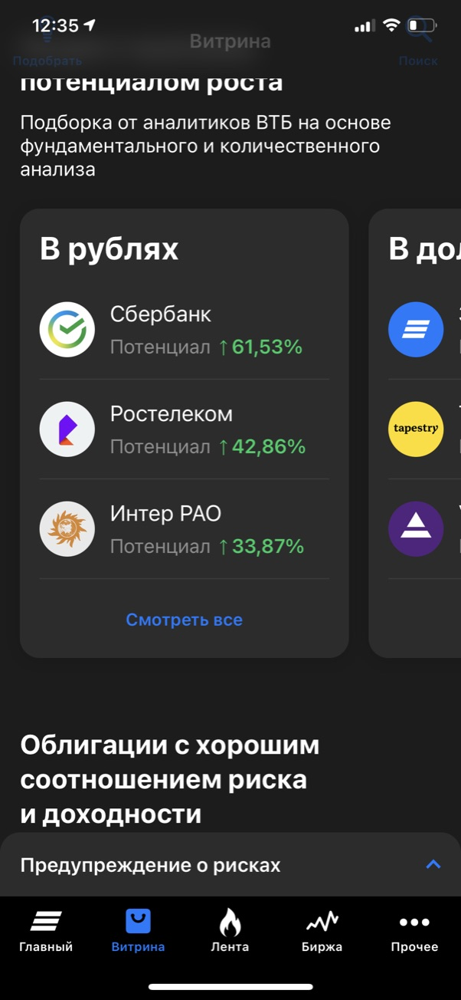 12:35
Витрина
Подобрать
Поиск
потенциалом роста
Подборка от аналитиков ВТБ на основе
фундаментального и количественного
анализа
В рублях
Сбербанк
Потенциал ↑61,53%
Ростелеком
Потенциал ↑42,86%
Интер РАО
Потенциал ↑33,87%
Смотреть все
В до
tapestry
Облигации с хорошим
соотношением риска
и доходности
Предупреждение о рисках
Главный
Витрина
Лента
Биржа
Прочее